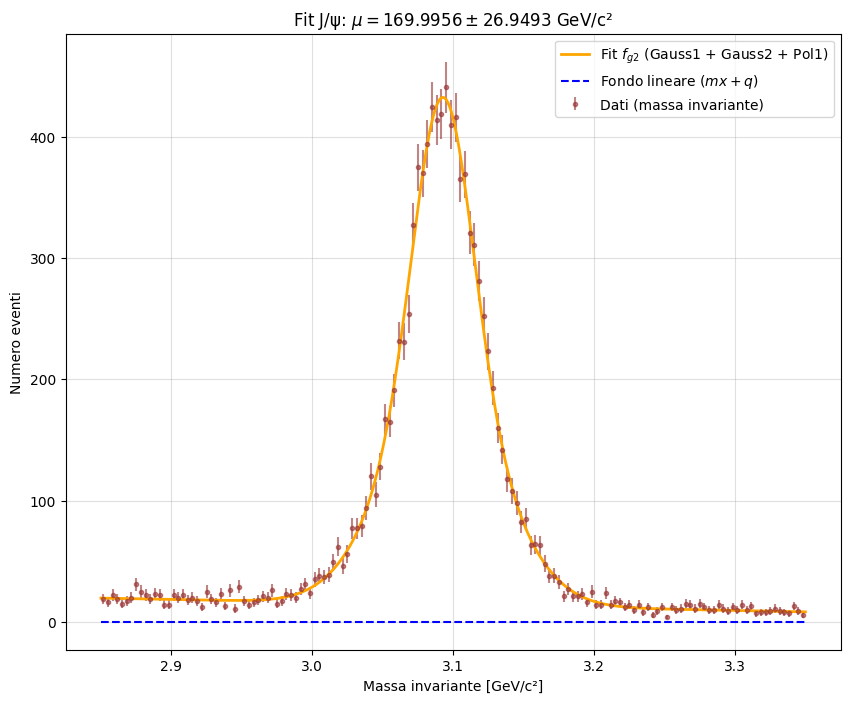 Fit J/ψ: μ = 169.9956 ± 26.9493 GeV/c²
Fit f_{g2} (Gauss1 + Gauss2 + Pol1)
Fondo lineare (mx + q)
Dati (massa invariante)
Numero eventi
400
300
200
100
0
2.9 3.0 3.1 3.2 3.3
Massa invariante [GeV/c²]